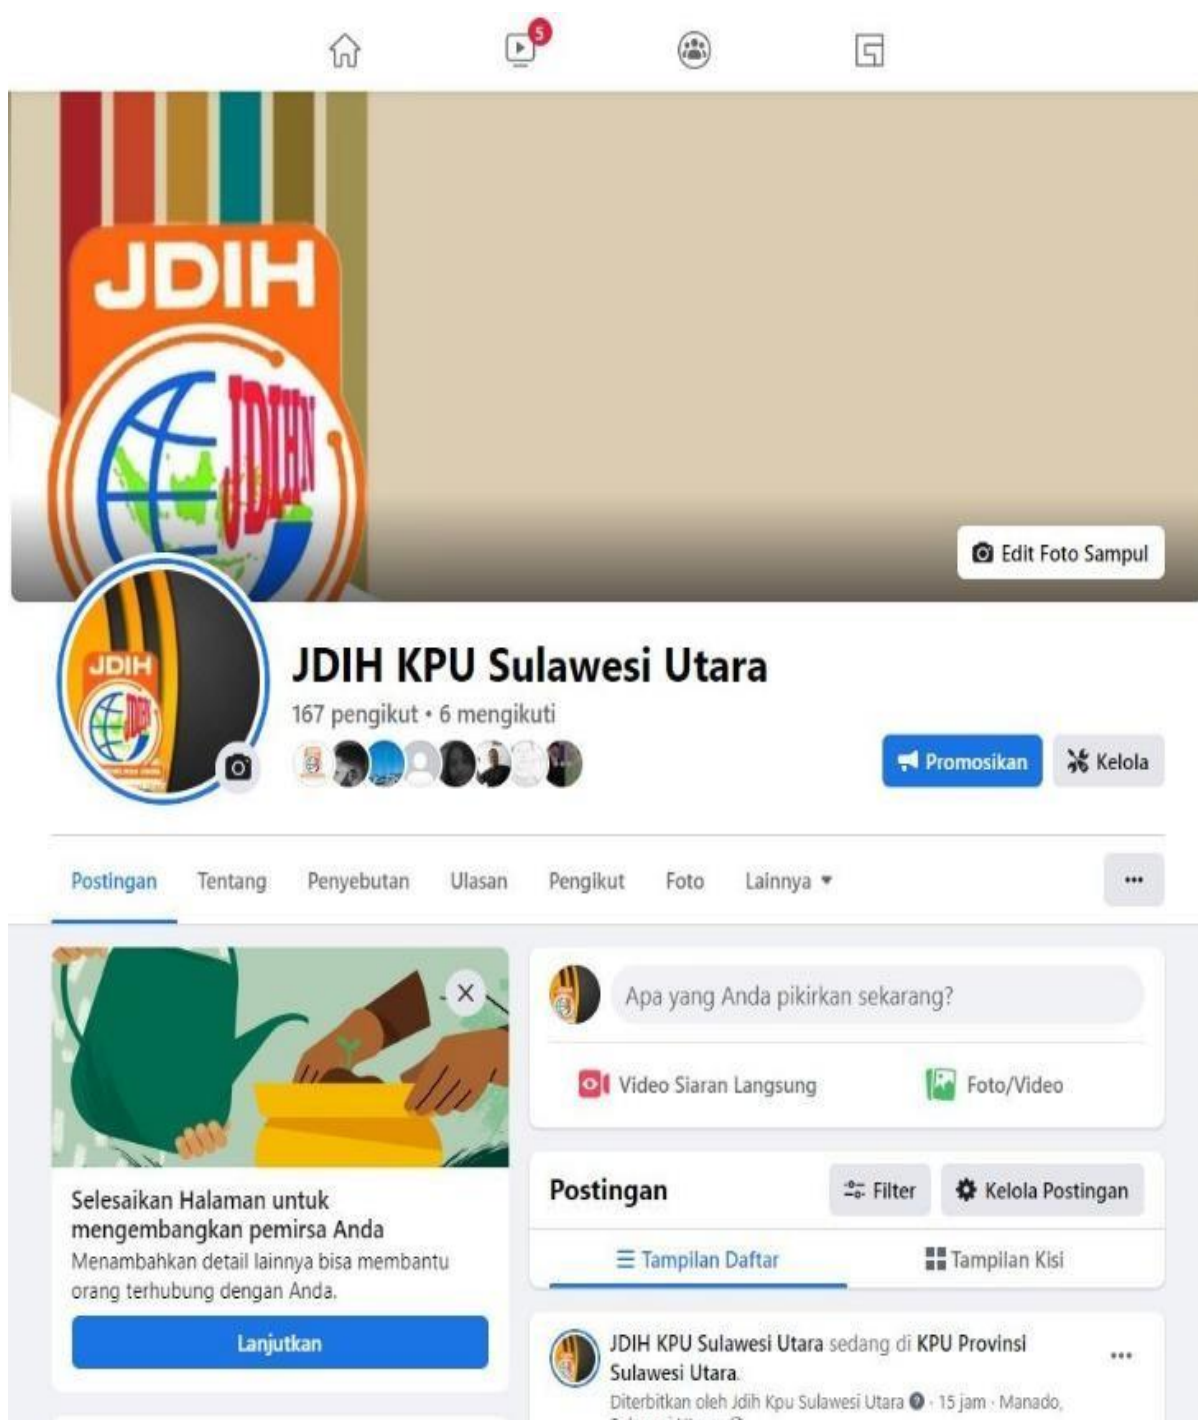 5
JDIH
JDIHN
Edit Foto Sampul
JDIH
JDIHN
JDIH KPU Sulawesi Utara
167 pengikut • 6 mengikuti
Promosikan
Kelola
Postingan Tentang Penyebutan Ulasan Pengikut Foto Lainnya
Selesaikan Halaman untuk
mengembangkan pemirsa Anda
Menambahkan detail lainnya bisa membantu
orang terhubung dengan Anda.
Lanjutkan
Apa yang Anda pikirkan sekarang?
Video Siaran Langsung
Foto/Video
Postingan
Filter
Kelola Postingan
Tampilan Daftar
Tampilan Kisi
JDIH KPU Sulawesi Utara sedang di KPU Provinsi
Sulawesi Utara.
Diterbitkan oleh Jdih Kpu Sulawesi Utara · 15 jam · Manado,